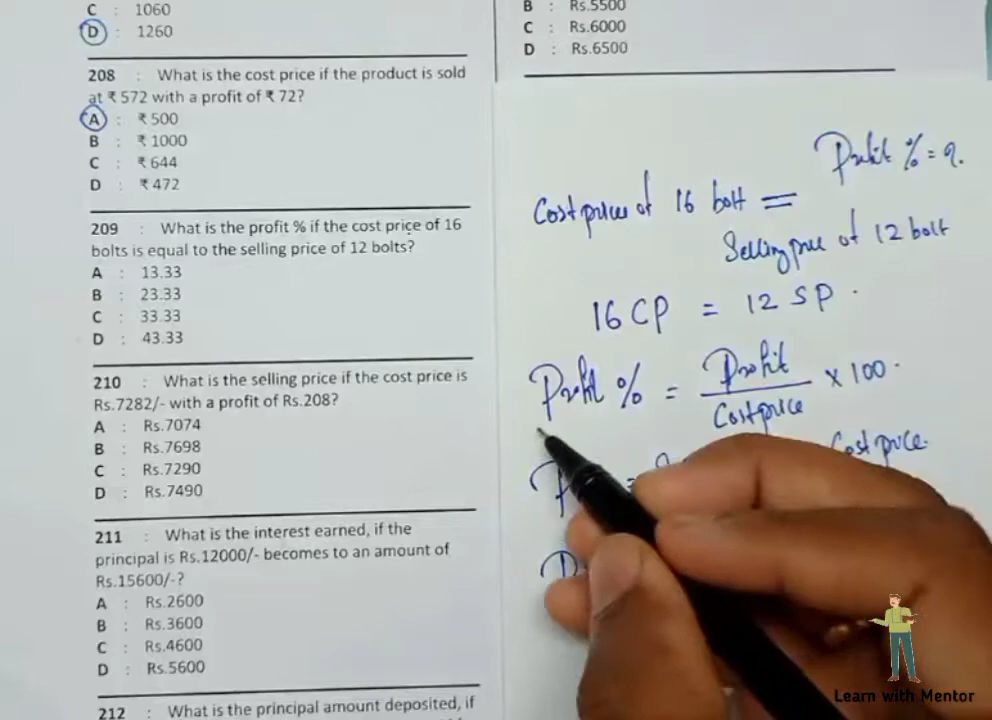 C : 1060
D : 1260
208 : What is the cost price if the product is sold
at ₹ 572 with a profit of ₹ 72?
A : ₹ 500
B : ₹ 1000
C : ₹ 644
D : ₹ 472
209 : What is the profit % if the cost price of 16
bolts is equal to the selling price of 12 bolts?
A : 13.33
B : 23.33
C : 33.33
D : 43.33
210 : What is the selling price if the cost price is
Rs.7282/- with a profit of Rs.208?
A : Rs.7074
B : Rs.7698
C : Rs.7290
D : Rs.7490
211 : What is the interest earned, if the
principal is Rs.12000/- becomes to an amount of
Rs.15600/-?
A : Rs.2600
B : Rs.3600
C : Rs.4600
D : Rs.5600
212 : What is the principal amount deposited, if
B : Rs.5500
C : Rs.6000
D : Rs.6500
Profit % = ?
Cost price of 16 bolt =
Selling price of 12 bolt
16 CP = 12 SP.
Profit % = Profit / Cost price × 100.
Cost price.
Learn with Mentor